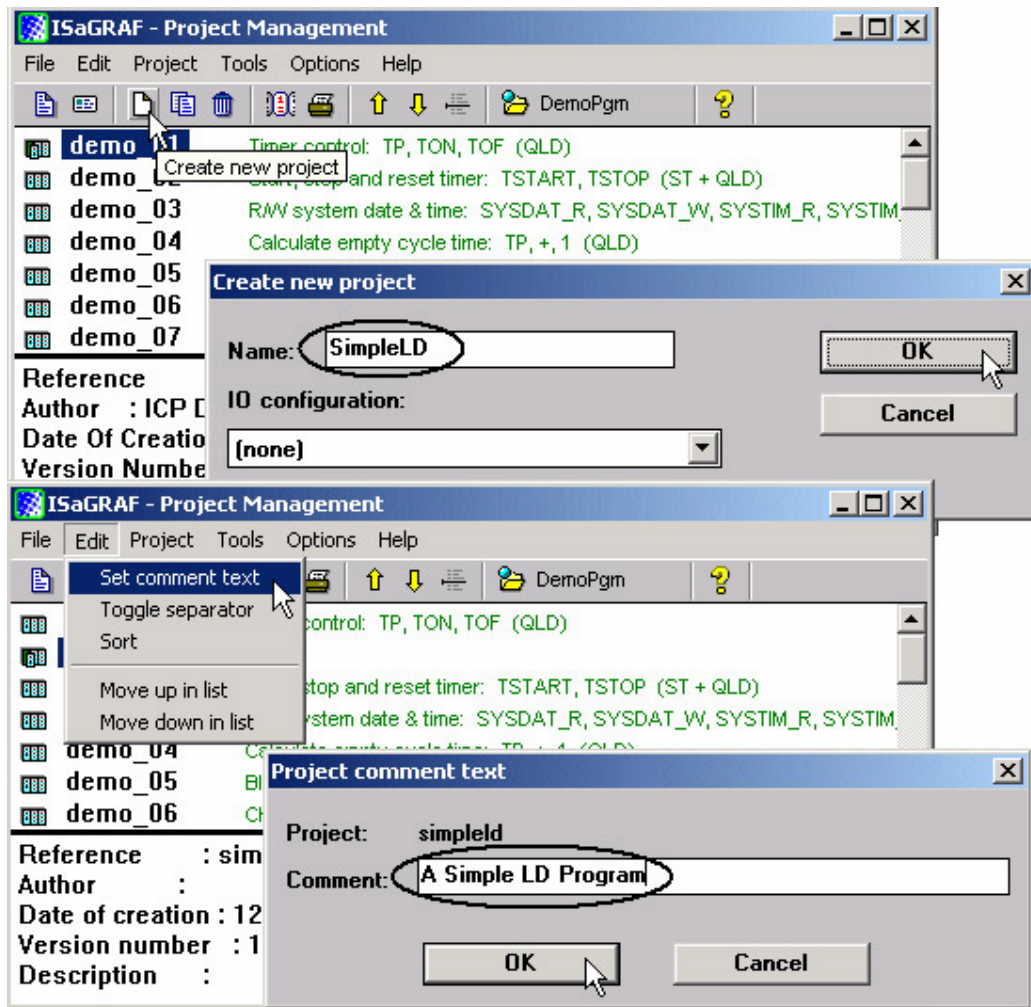 ISaGRAF - Project Management
File Edit Project Tools Options Help
DemoPgm
demo_01 Timer control: TP, TON, TOF (QLD)
Create new project
stop and reset timer: TSTART, TSTOP (ST + QLD)
demo_03 R/W system date & time: SYSDAT_R, SYSDAT_W, SYSTIM_R, SYSTIM_
demo_04 Calculate empty cycle time: TP, +, 1 (QLD)
demo_05
demo_06
demo_07
Create new project
Name: SimpleLD
OK
IO configuration:
Cancel
(none)
Reference
Author : ICP D
Date Of Creatio
Version Numbe
ISaGRAF - Project Management
File Edit Project Tools Options Help
DemoPgm
Set comment text
Toggle separator
Sort
Move up in list
Move down in list
control: TP, TON, TOF (QLD)
stop and reset timer: TSTART, TSTOP (ST + QLD)
ystem date & time: SYSDAT_R, SYSDAT_W, SYSTIM_R, SYSTIM_
demo_04
demo_05 Bl
demo_06 Ch
Project comment text
Project: simpleld
Comment: A Simple LD Program
OK Cancel
Reference : sim
Author :
Date of creation : 12
Version number : 1
Description :